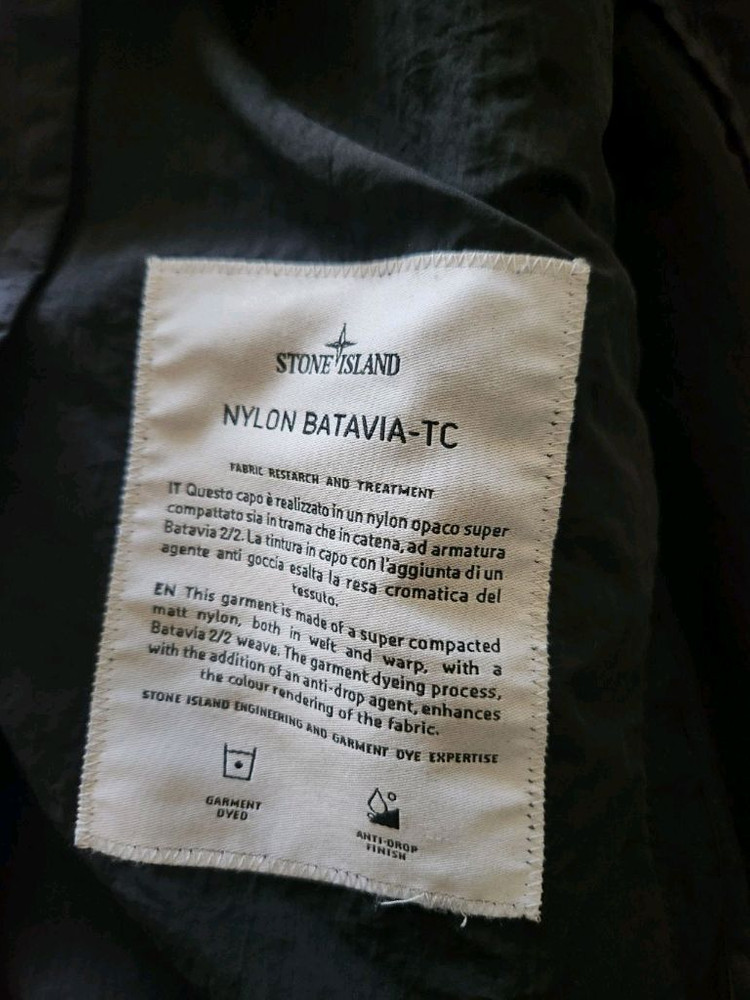 STONE ISLAND
NYLON BATAVIA-TC
FABRIC RESEARCH AND TREATMENT
IT Questo capo è realizzato in un nylon opaco super
compattato sia in trama che in catena, ad armatura
Batavia 2/2. La tintura in capo con l'aggiunta di un
agente anti goccia esalta la resa cromatica del
tessuto.
EN This garment is made of a super compacted
matt nylon, both in weft and warp, with a
Batavia 2/2 weave. The garment dyeing process,
with the addition of an anti-drop agent, enhances
the colour rendering of the fabric.
STONE ISLAND ENGINEERING AND GARMENT DYE EXPERTISE
GARMENT
DYED
ANTI-DROP
FINISH